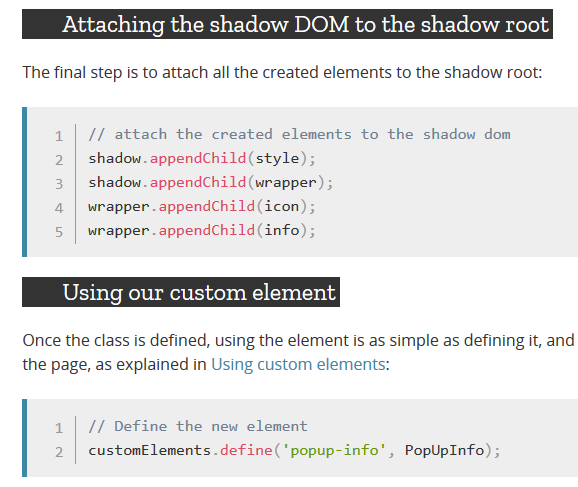 Attaching the shadow DOM to the shadow root
The final step is to attach all the created elements to the shadow root:
1 // attach the created elements to the shadow dom
2 shadow.appendChild(style);
3 shadow.appendChild(wrapper);
4 wrapper.appendChild(icon);
5 wrapper.appendChild(info);
Using our custom element
Once the class is defined, using the element is as simple as defining it, and
the page, as explained in Using custom elements:
1 // Define the new element
2 customElements.define('popup-info', PopUpInfo);